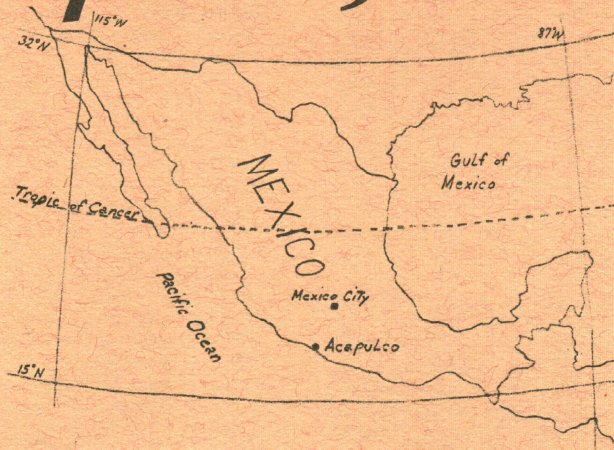 115°W
87°W
32°N
Gulf of
Mexico
MEXICO
Tropic of Cancer
Pacific Ocean
Mexico City
Acapulco
15°N